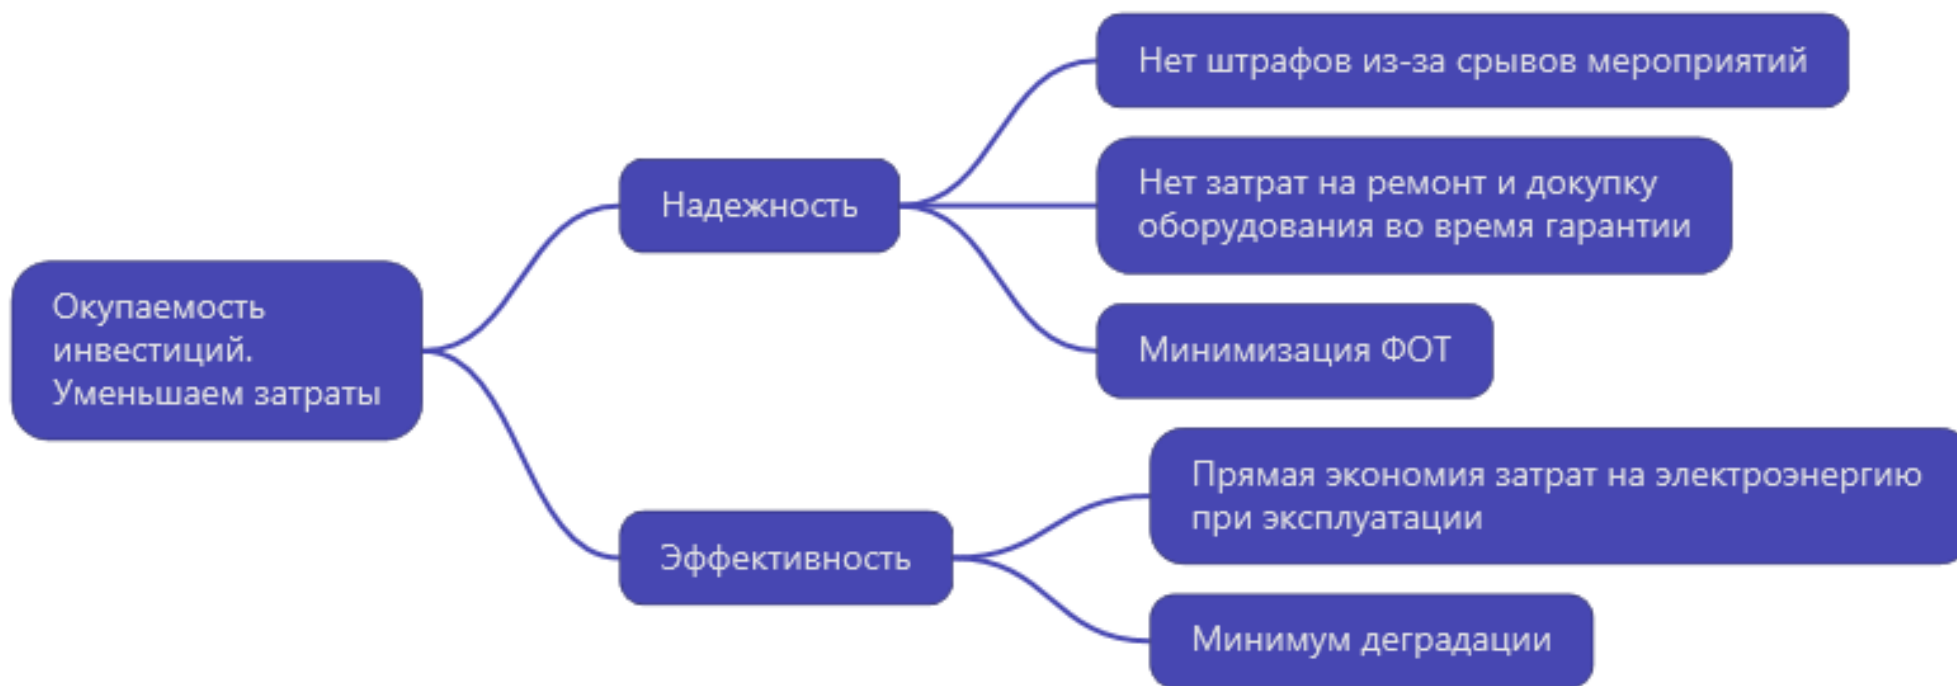 Окупаемость
инвестиций.
Уменьшаем затраты
Надежность
Нет штрафов из-за срывов мероприятий
Нет затрат на ремонт и докупку
оборудования во время гарантии
Минимизация ФОТ
Эффективность
Прямая экономия затрат на электроэнергию
при эксплуатации
Минимум деградации